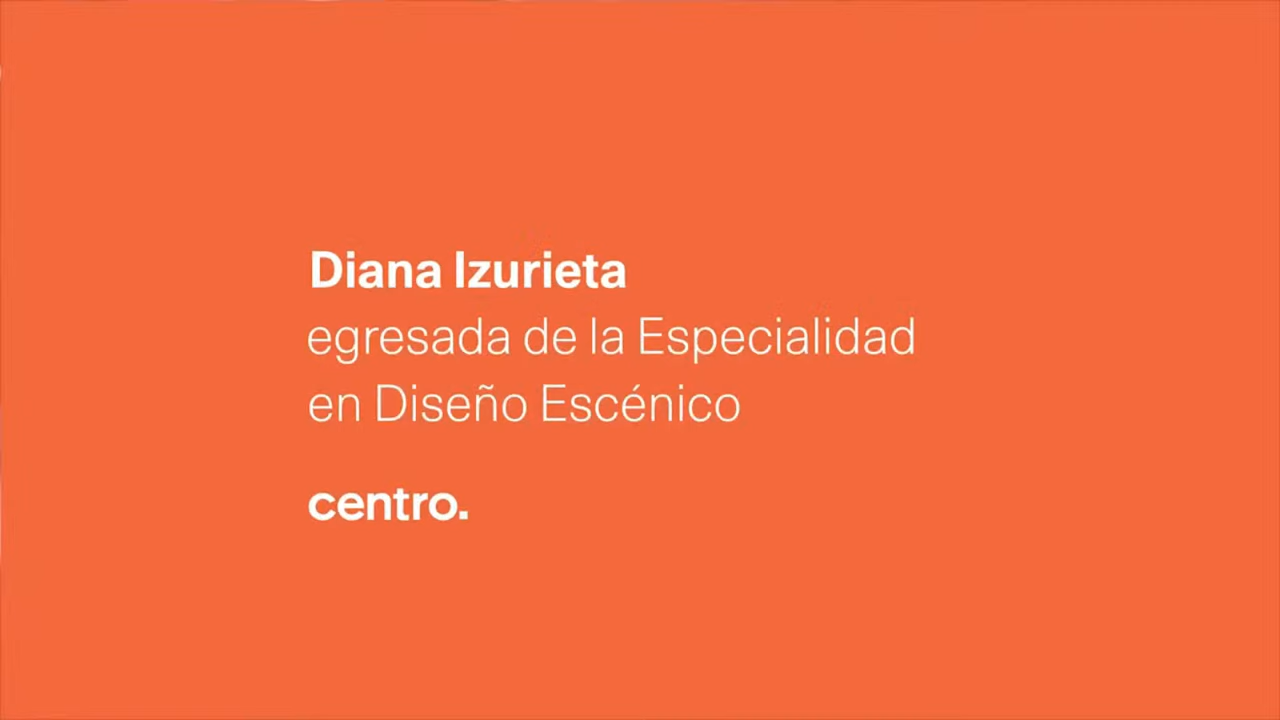 Diana Izurieta
egresada de la Especialidad
en Diseño Escénico
centro.